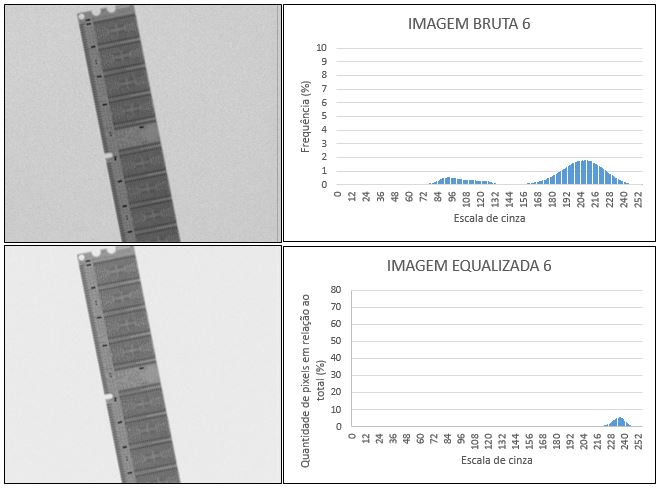 IMAGEM BRUTA 6
Frequência (%)
10
9
8
7
6
5
4
3
2
1
0
0 12 24 36 48 60 72 84 96 108 120 132 144 156 168 180 192 204 216 228 240 252
Escala de cinza
IMAGEM EQUALIZADA 6
Quantidade de pixels em relação ao
total (%)
80
70
60
50
40
30
20
10
0
0 12 24 36 48 60 72 84 96 108 120 132 144 156 168 180 192 204 216 228 240 252
Escala de cinza